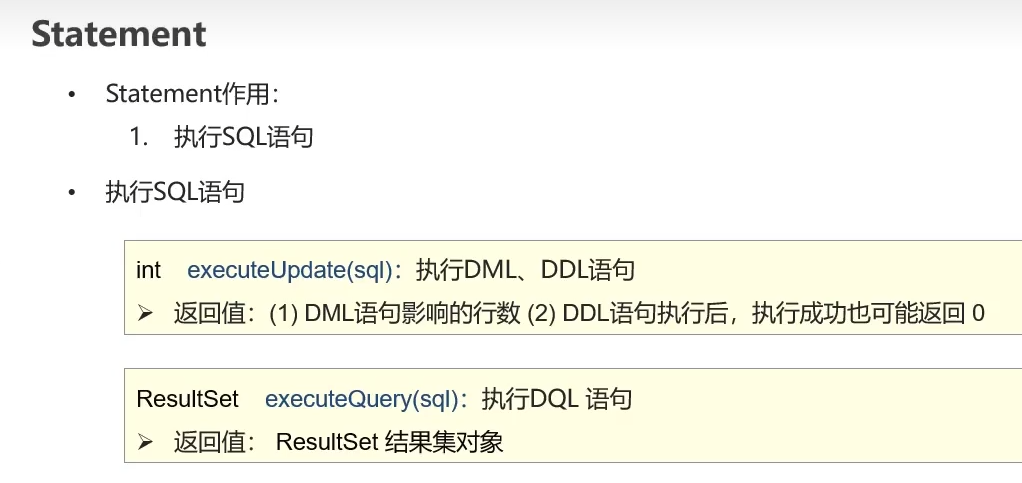 Statement
• Statement作用：
1. 执行SQL语句
• 执行SQL语句
int executeUpdate(sql)：执行DML、DDL语句
➢ 返回值：(1) DML语句影响的行数 (2) DDL语句执行后，执行成功也可能返回 0
ResultSet executeQuery(sql)：执行DQL 语句
➢ 返回值： ResultSet 结果集对象